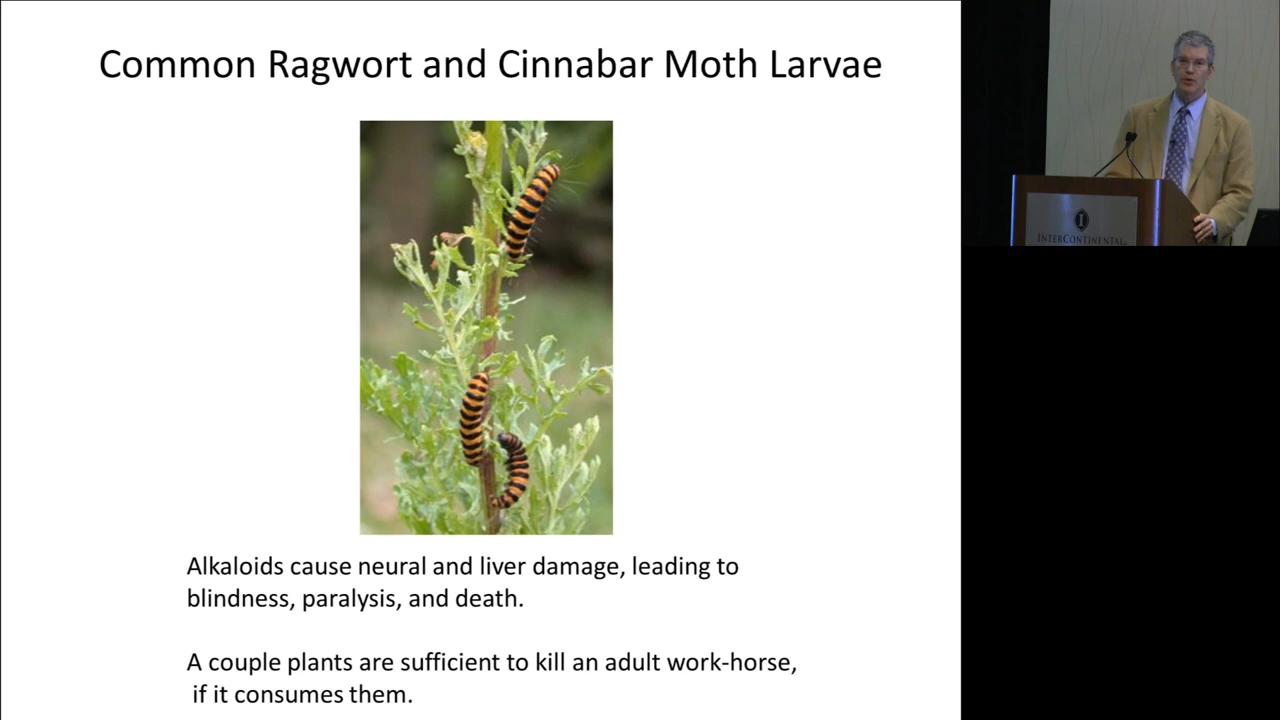 Common Ragwort and Cinnabar Moth Larvae
Alkaloids cause neural and liver damage, leading to
blindness, paralysis, and death.
A couple plants are sufficient to kill an adult work-horse,
if it consumes them.
I
INTERCONTINENTAL